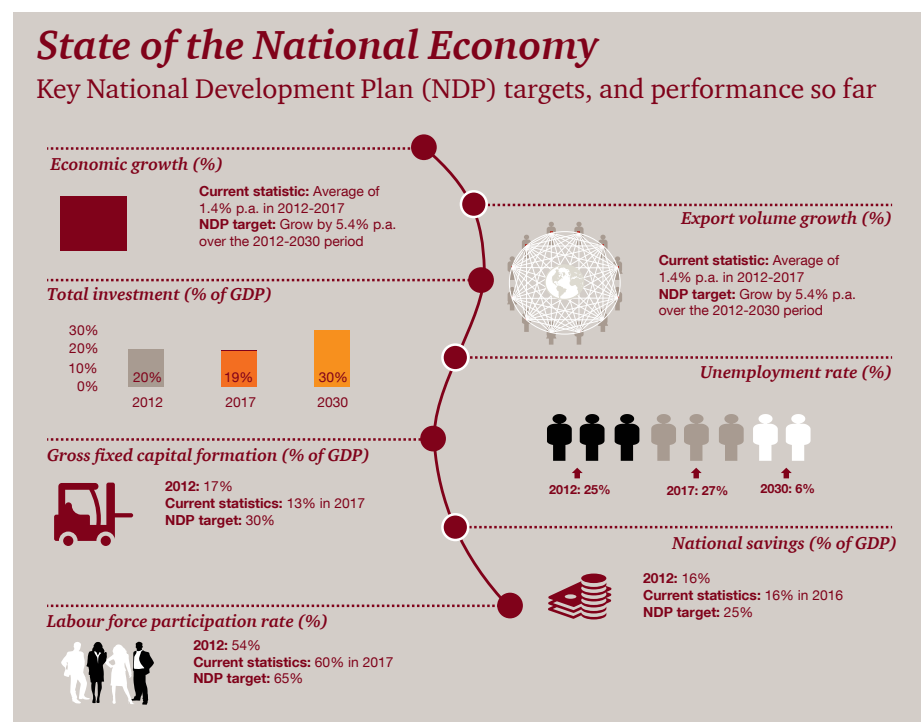 State of the National Economy
Key National Development Plan (NDP) targets, and performance so far
Economic growth (%)
Current statistic: Average of
1.4% p.a. in 2012-2017
NDP target: Grow by 5.4% p.a.
over the 2012-2030 period
Export volume growth (%)
Current statistic: Average of
1.4% p.a. in 2012-2017
NDP target: Grow by 5.4% p.a.
over the 2012-2030 period
Total investment (% of GDP)
30%
20%
10%
0%
20%
19%
30%
2012
2017
2030
Unemployment rate (%)
2012: 25%
2017: 27%
2030: 6%
Gross fixed capital formation (% of GDP)
2012: 17%
Current statistics: 13% in 2017
NDP target: 30%
National savings (% of GDP)
2012: 16%
Current statistics: 16% in 2016
NDP target: 25%
Labour force participation rate (%)
2012: 54%
Current statistics: 60% in 2017
NDP target: 65%